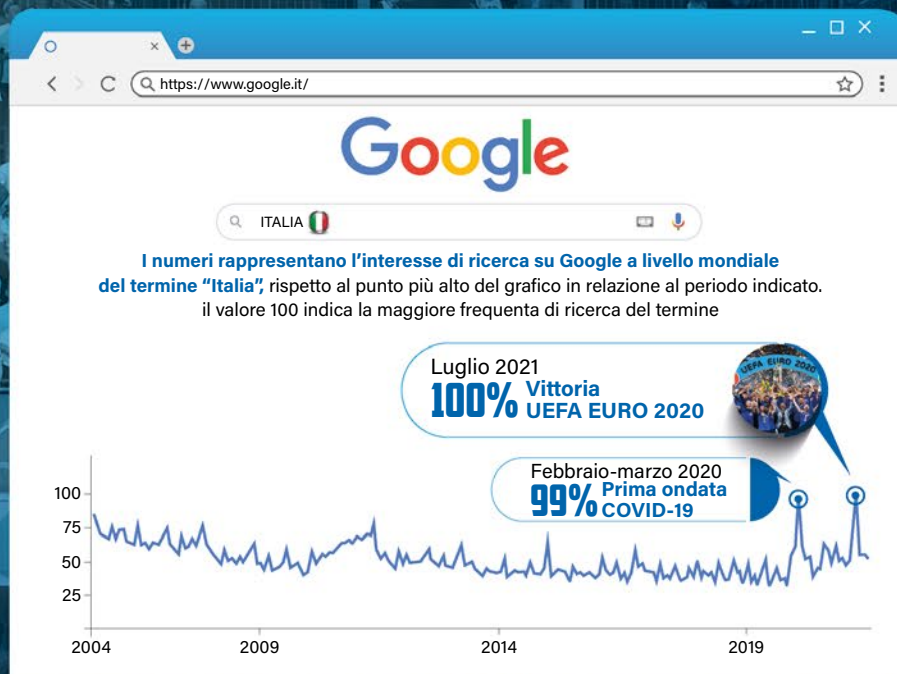 https://www.google.it/
Google
ITALIA
I numeri rappresentano l'interesse di ricerca su Google a livello mondiale
del termine "Italia", rispetto al punto più alto del grafico in relazione al periodo indicato.
il valore 100 indica la maggiore frequenta di ricerca del termine
Luglio 2021
100% Vittoria
UEFA EURO 2020
UEFA EURO 2020
Febbraio-marzo 2020
99% Prima ondata
COVID-19
100
75
50
25
2004
2009
2014
2019